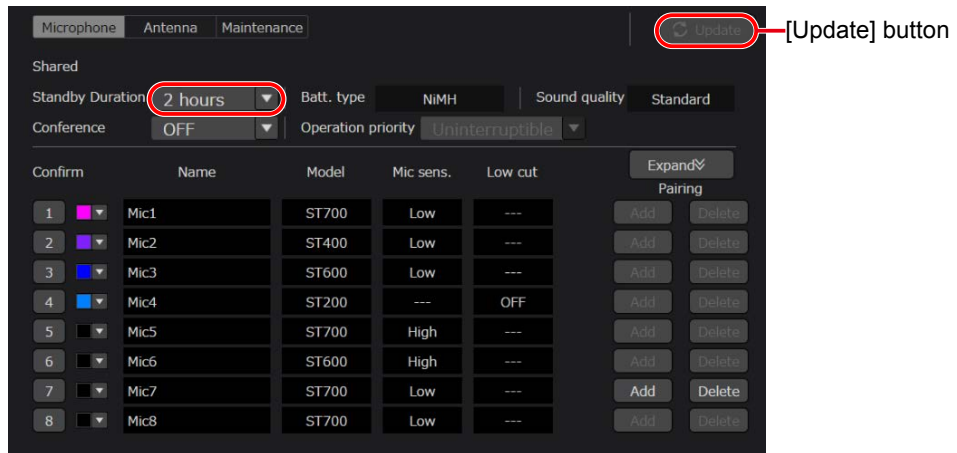 Microphone Antenna Maintenance Update [Update] button
Shared
Standby Duration 2 hours Batt. type NiMH Sound quality Standard
Conference OFF Operation priority Uninterruptible
Confirm Name Model Mic sens. Low cut Expand
Pairing
1 Mic1 ST700 Low --- Add Delete
2 Mic2 ST400 Low --- Add Delete
3 Mic3 ST600 Low --- Add Delete
4 Mic4 ST200 --- OFF Add Delete
5 Mic5 ST700 High --- Add Delete
6 Mic6 ST600 High --- Add Delete
7 Mic7 ST700 Low --- Add Delete
8 Mic8 ST700 Low --- Add Delete